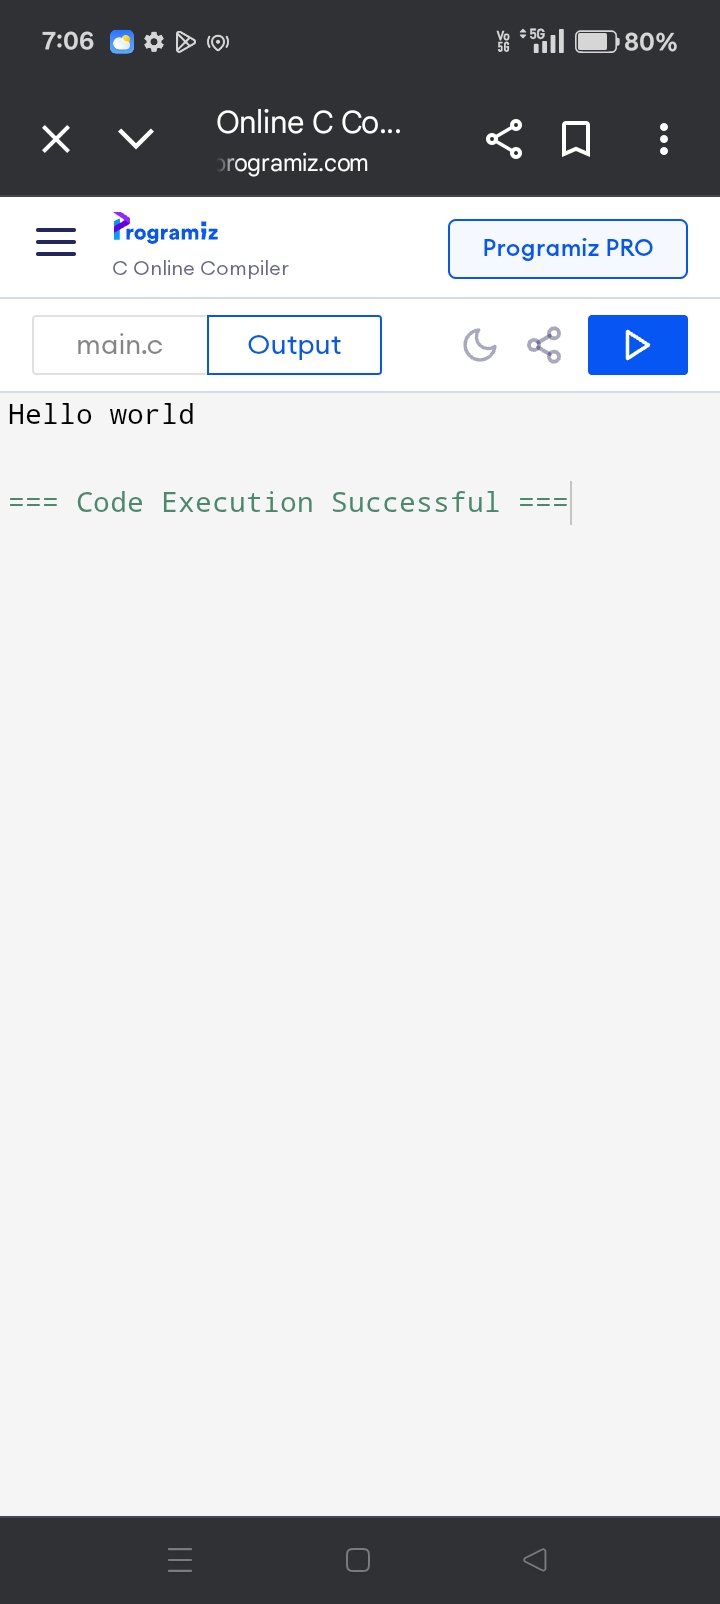 7:06
Vo 5G
5G
80%
Online C Co...
programiz.com
Programiz
C Online Compiler
Programiz PRO
main.c
Output
Hello world
=== Code Execution Successful ===